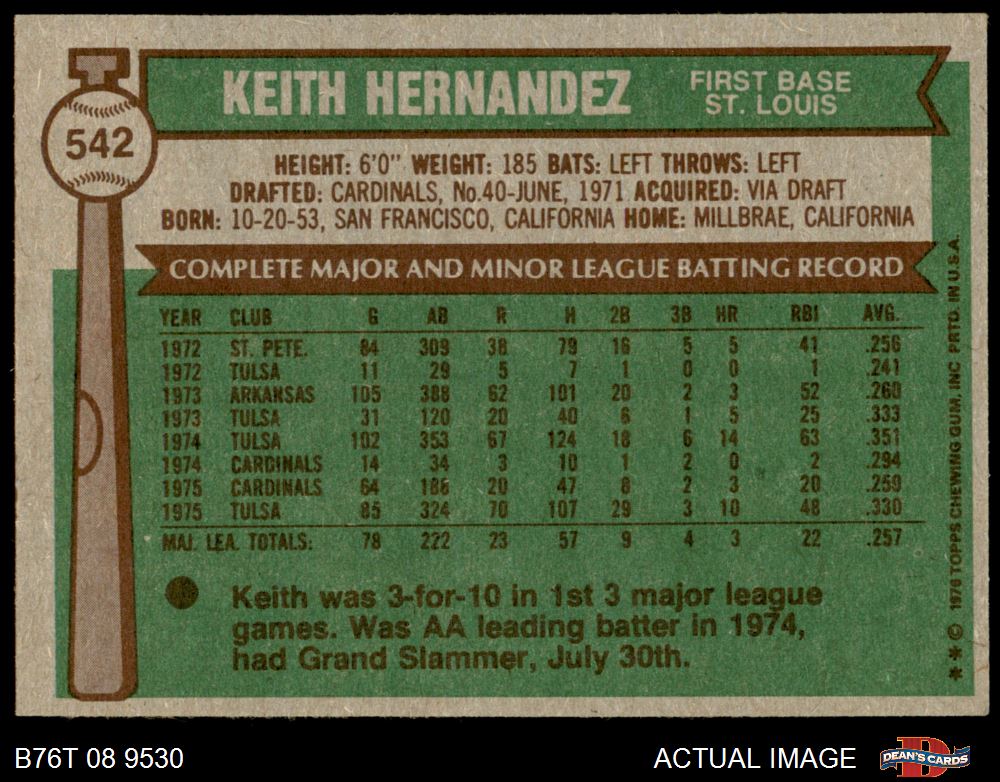 KEITH HERNANDEZ
FIRST BASE
ST. LOUIS
542
HEIGHT: 6'0" WEIGHT: 185 BATS: LEFT THROWS: LEFT
DRAFTED: CARDINALS, No.40-JUNE, 1971 ACQUIRED: VIA DRAFT
BORN: 10-20-53, SAN FRANCISCO, CALIFORNIA HOME: MILLBRAE, CALIFORNIA
COMPLETE MAJOR AND MINOR LEAGUE BATTING RECORD
YEAR CLUB G AB R H 2B 3B HR RBI AVG.
1972 ST. PETE. 84 309 38 79 16 5 5 41 .256
1972 TULSA 11 29 5 7 1 0 0 1 .241
1973 ARKANSAS 105 388 62 101 20 2 3 52 .260
1973 TULSA 31 120 20 40 6 1 5 25 .333
1974 TULSA 102 353 67 124 18 6 14 63 .351
1974 CARDINALS 14 34 3 10 1 2 0 2 .294
1975 CARDINALS 64 188 20 47 8 2 3 20 .250
1975 TULSA 85 324 70 107 29 3 10 48 .330
MAJ. LEA. TOTALS: 78 222 23 57 9 4 3 22 .257
Keith was 3-for-10 in 1st 3 major league
games. Was AA leading batter in 1974,
had Grand Slammer, July 30th.
** © 1976 TOPPS CHEWING GUM, INC PRTD. IN U.S.A.
B76T 08 9530
ACTUAL IMAGE
D
DEAN'S CARDS